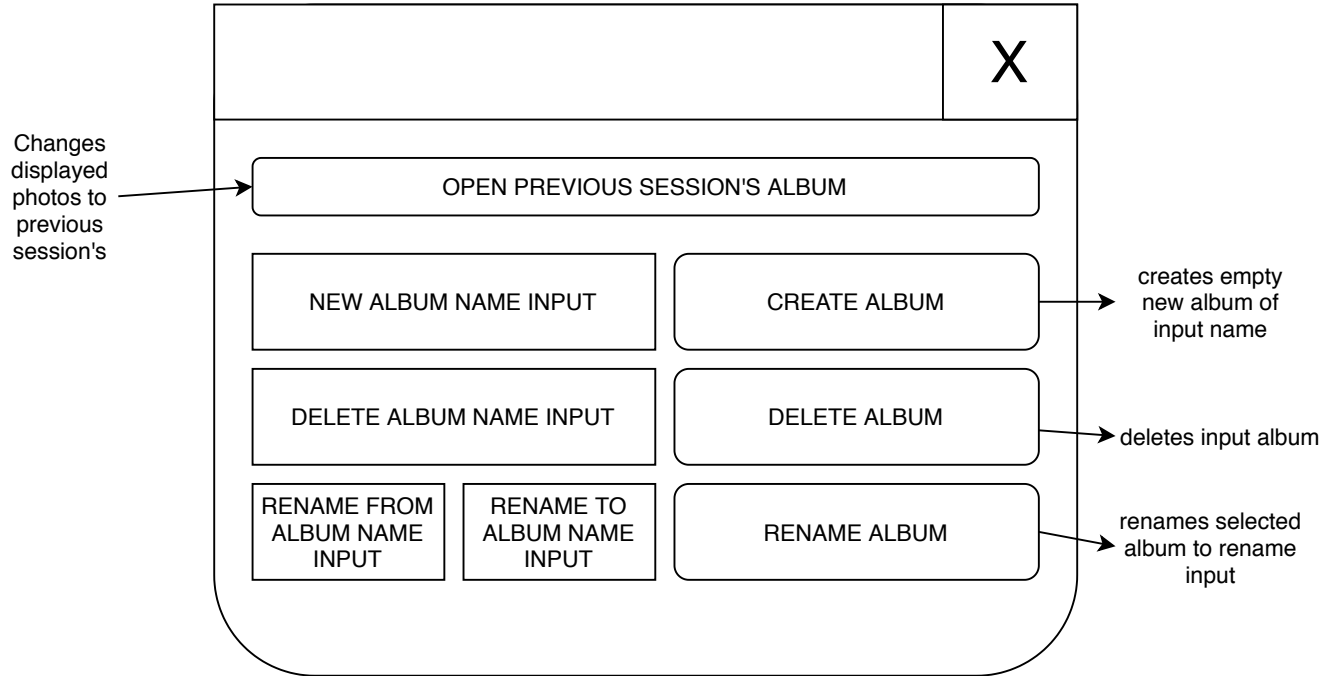 X
Changes
displayed
photos to
previous
session's
OPEN PREVIOUS SESSION'S ALBUM
NEW ALBUM NAME INPUT
CREATE ALBUM
creates empty
new album of
input name
DELETE ALBUM NAME INPUT
DELETE ALBUM
deletes input album
RENAME FROM
ALBUM NAME
INPUT
RENAME TO
ALBUM NAME
INPUT
RENAME ALBUM
renames selected
album to rename
input